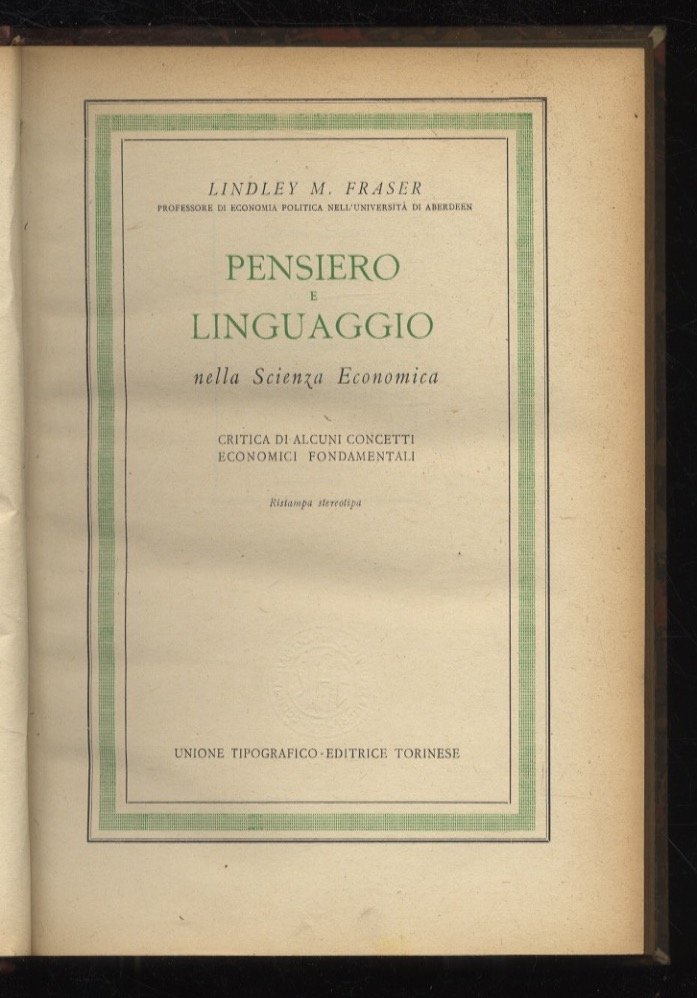 LINDLEY M. FRASER
PROFESSORE DI ECONOMIA POLITICA NELL'UNIVERSITÀ DI ABERDEEN
PENSIERO
E
LINGUAGGIO
nella Scienza Economica
CRITICA DI ALCUNI CONCETTI
ECONOMICI FONDAMENTALI
Ristampa stereotipa
UNIONE TIPOGRAFICO-EDITRICE TORINESE